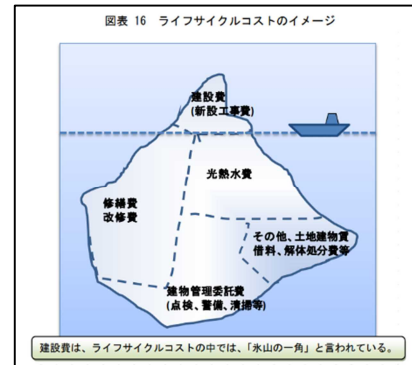 図表 16 ライフサイクルコストのイメージ
建設費
(新設工事費)
光熱水費
修繕費
改修費
その他、土地建物賃
借料、解体処分費等
建物管理委託費
(点検、警備、清掃等)
建設費は、ライフサイクルコストの中では、「氷山の一角」と言われている。